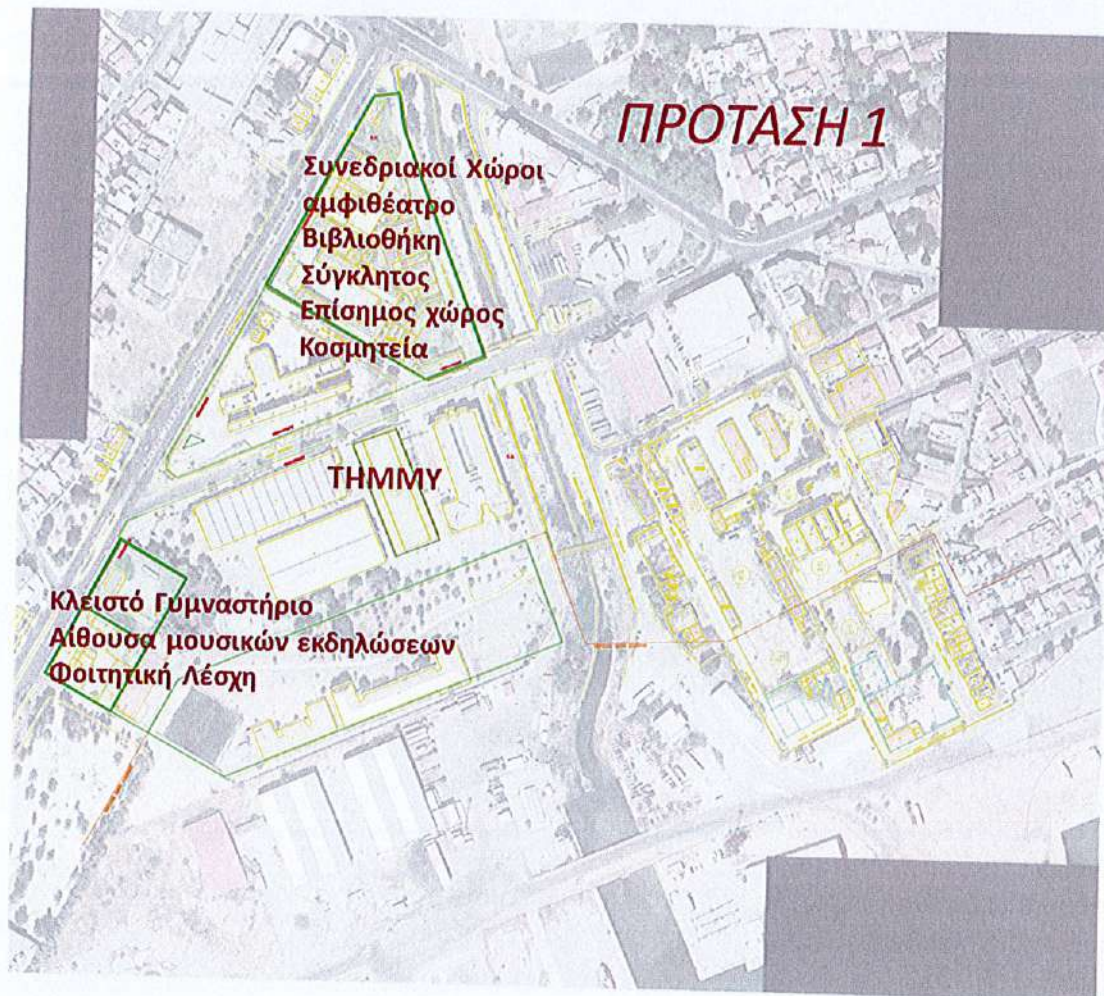 ΠΡΟΤΑΣΗ 1
Συνεδριακοί Χώροι
αμφιθέατρο
Βιβλιοθήκη
Σύγκλητος
Επίσημος χώρος
Κοσμητεία
ΤΗΜΜΥ
Κλειστό Γυμναστήριο
Αίθουσα μουσικών εκδηλώσεων
Φοιτητική Λέσχη